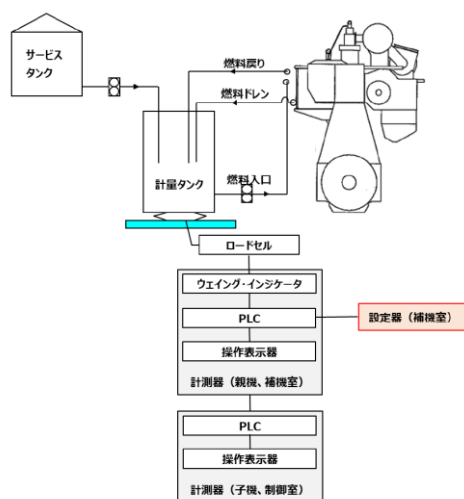 サービス
タンク
燃料戻り
燃料ドレン
計量タンク
燃料入口
ロードセル
ウェイング・インジケータ
PLC
設定器（補機室）
操作表示器
計測器（親機、補機室）
PLC
操作表示器
計測器（子機、制御室）